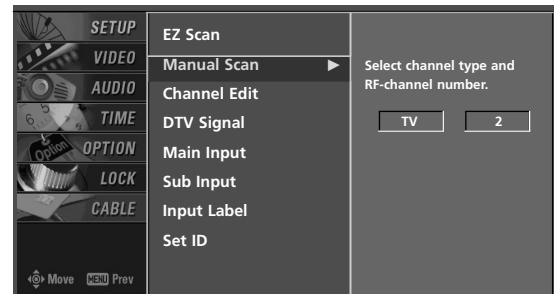 SETUP
VIDEO
AUDIO
TIME
OPTION
LOCK
CABLE
Move MENU Prev
EZ Scan
Manual Scan
Channel Edit
DTV Signal
Main Input
Sub Input
Input Label
Set ID
Select channel type and
RF-channel number.
TV 2